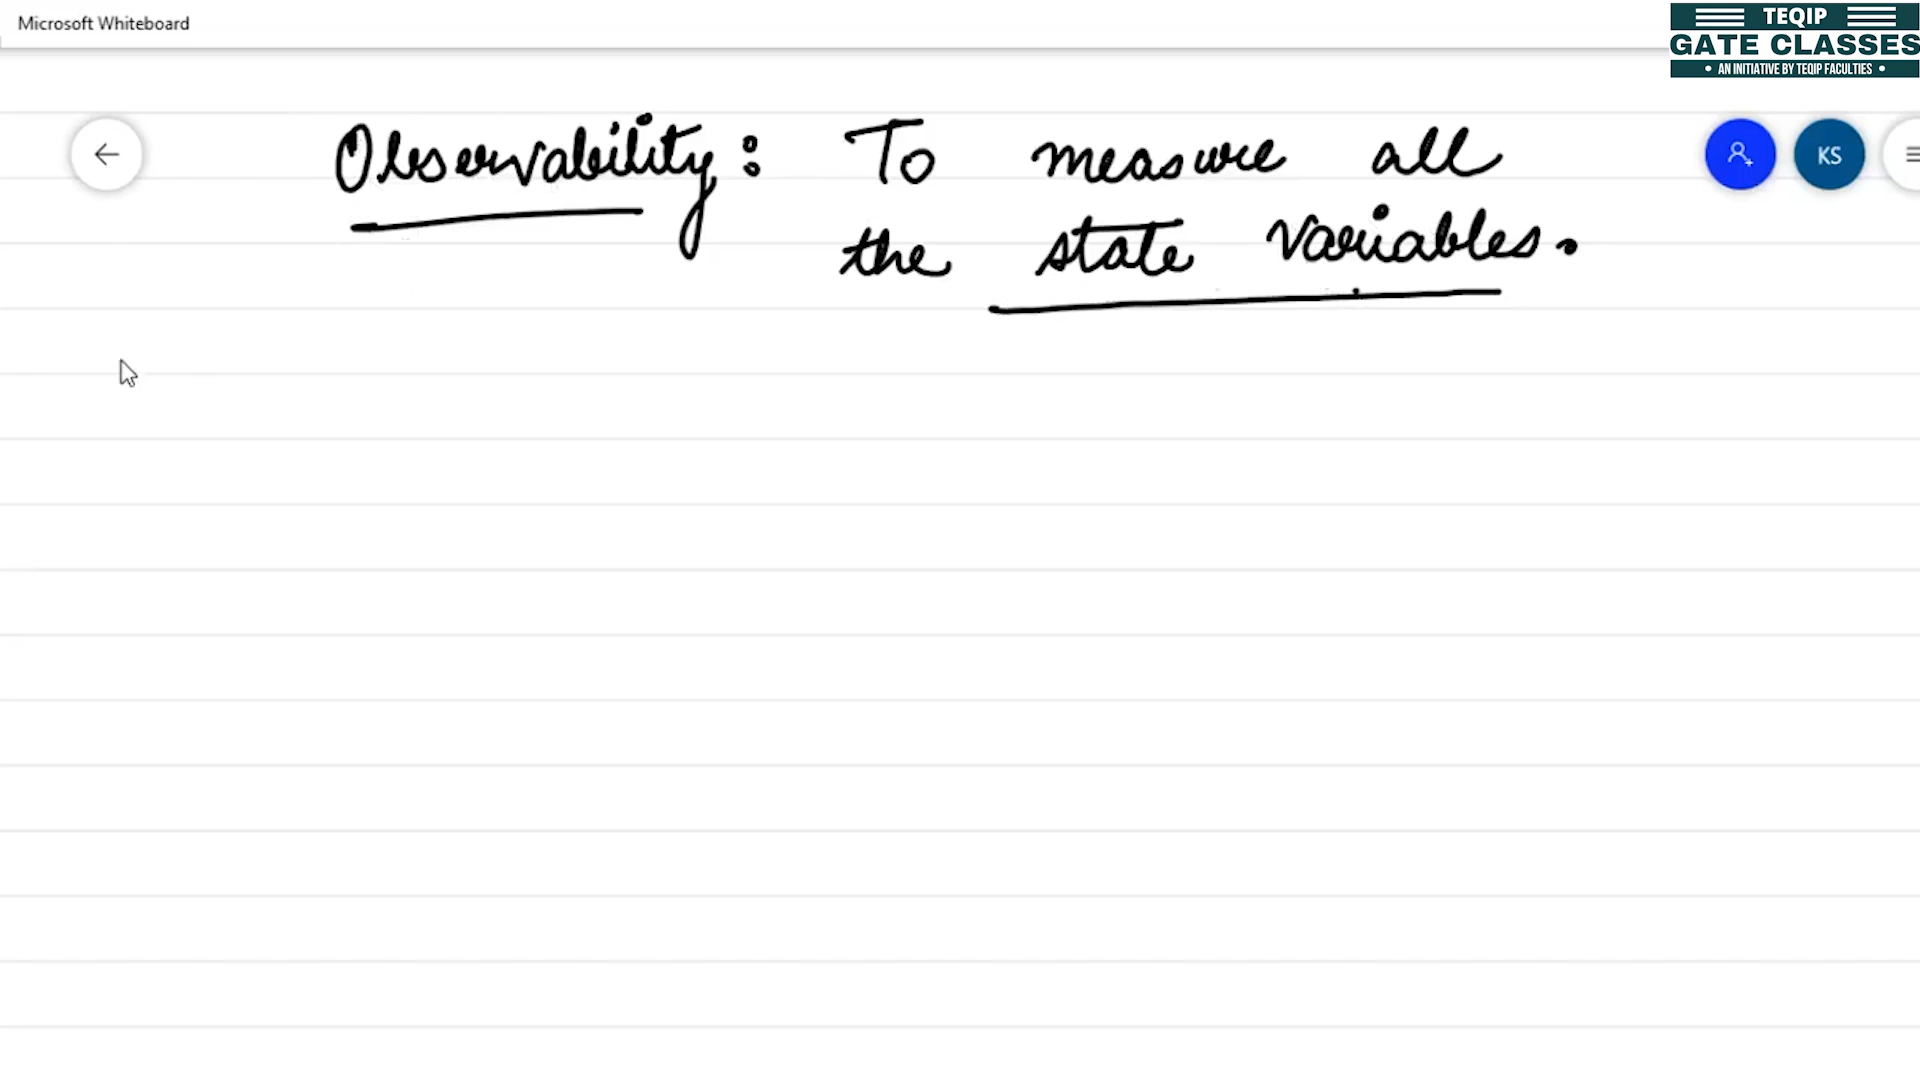 Microsoft Whiteboard
TEQIP
GATE CLASSES
• AN INITIATIVE BY TEQIP FACULTIES •
Observability: To measure all
the state variables.
KS